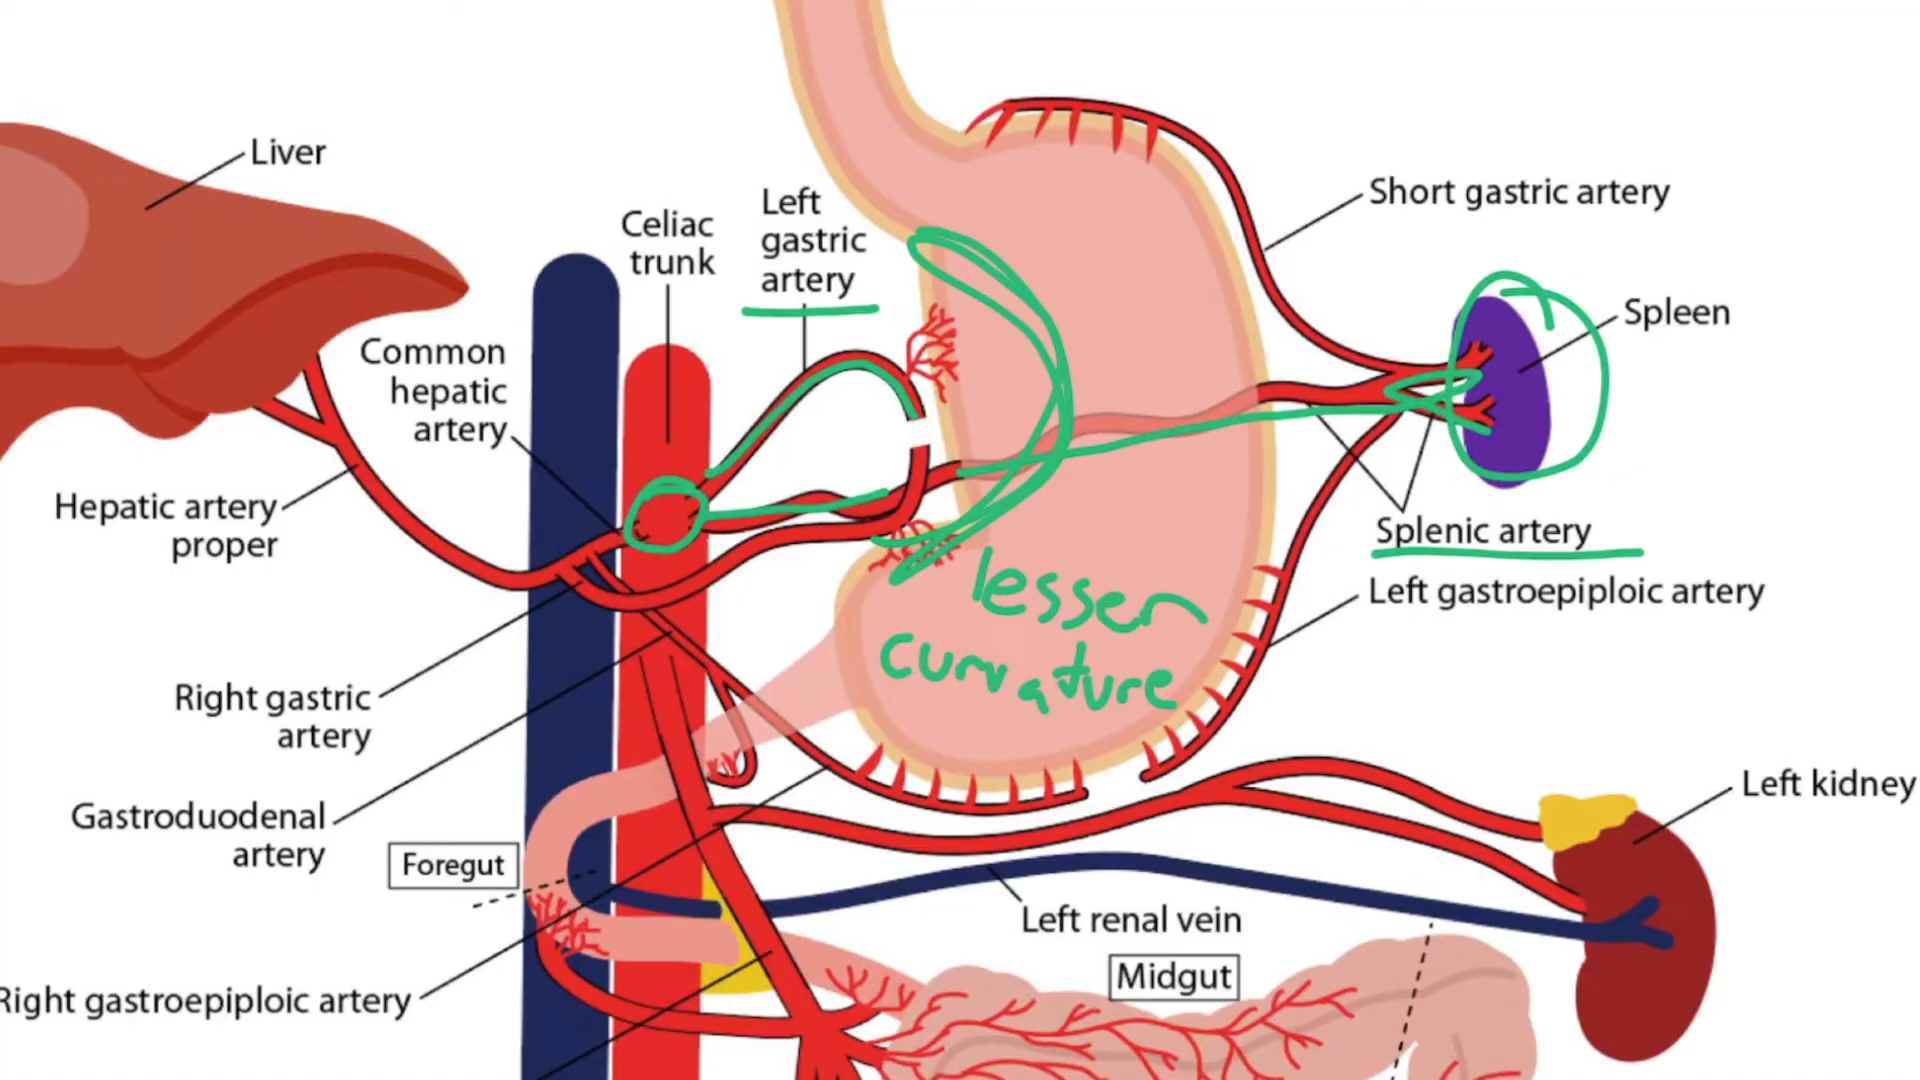 Liver
Celiac
trunk
Left
gastric
artery
Short gastric artery
Spleen
Common
hepatic
artery
Hepatic artery
proper
Splenic artery
Left gastroepiploic artery
lesser
curvature
Right gastric
artery
Gastroduodenal
artery
Left kidney
Foregut
Left renal vein
Midgut
Right gastroepiploic artery